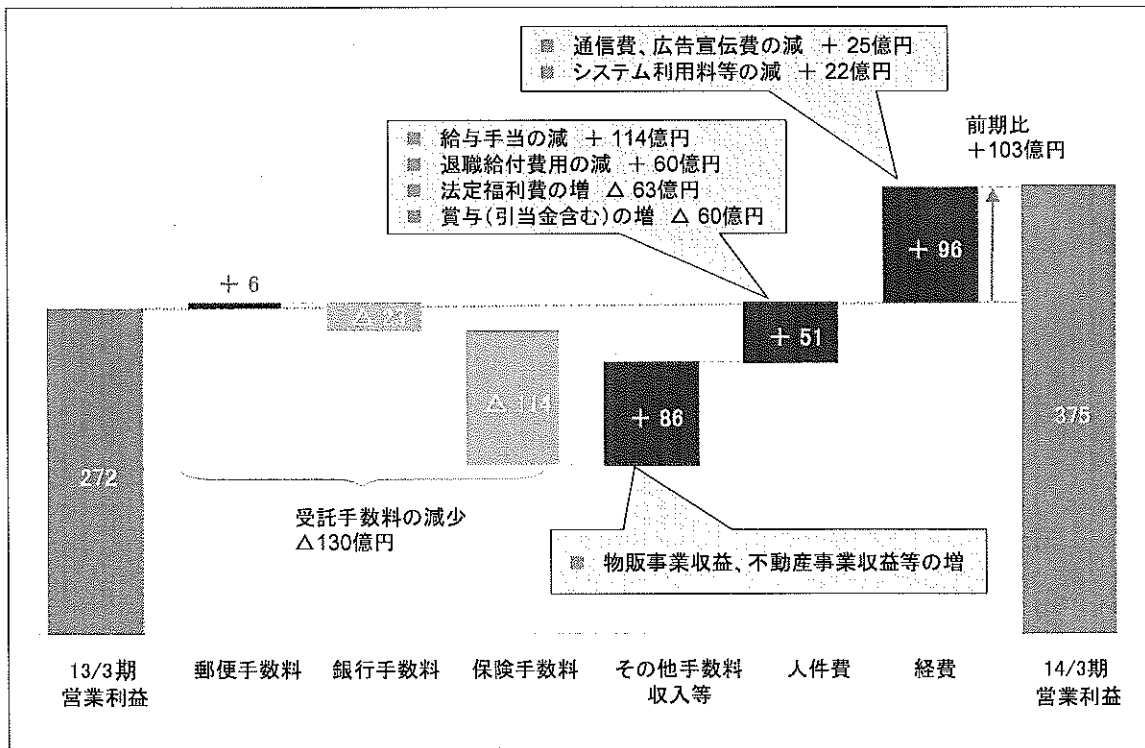 通信費、広告宣伝費の減 + 25億円
システム利用料等の減 + 22億円
給与手当の減 + 114億円
退職給付費用の減 + 60億円
法定福利費の増 △ 63億円
賞与(引当金含む)の増 △ 60億円
前期比
+103億円
+ 96
+ 6
+ 51
△ 114
+ 86
375
272
受託手数料の減少
△130億円
物販事業収益、不動産事業収益等の増
13/3期
営業利益
郵便手数料
銀行手数料
保険手数料
その他手数料
収入等
人件費
経費
14/3期
営業利益